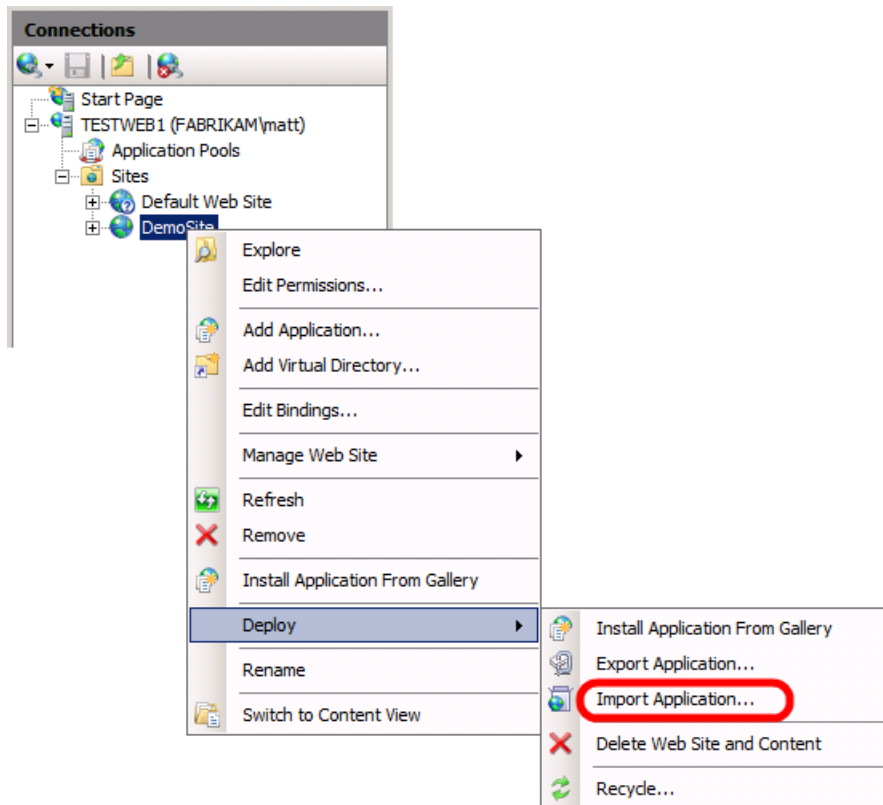 Connections
Start Page
TESTWEB1 (FABRIKAM\matt)
Application Pools
Sites
Default Web Site
DemoSite
Explore
Edit Permissions...
Add Application...
Add Virtual Directory...
Edit Bindings...
Manage Web Site
Refresh
Remove
Install Application From Gallery
Deploy
Rename
Switch to Content View
Install Application From Gallery
Export Application...
Import Application...
Delete Web Site and Content
Recycle...